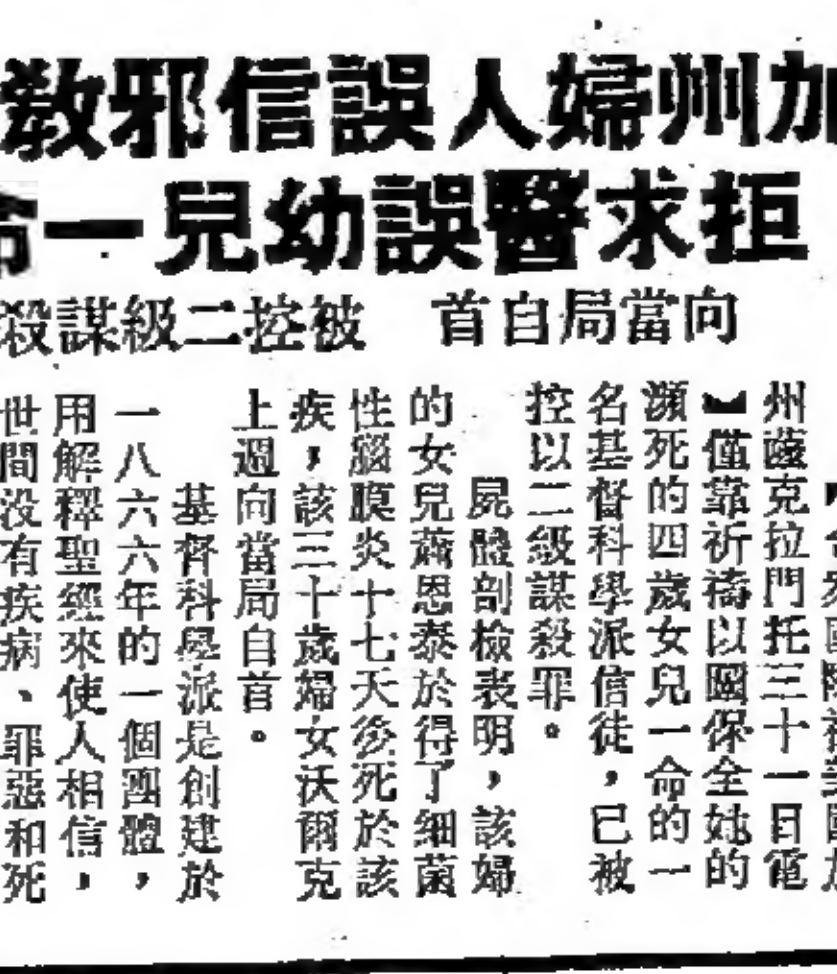 加州婦人誤信邪教
拒求醫誤幼兒一命
向當局自首　被控二級謀殺
州薩克拉門托三十一日電
】僅靠祈禱以圖保全她的
瀕死的四歲女兒一命的一
名基督科學派信徒，已被
控以二級謀殺罪。
屍體剖檢表明，該婦
的女兒蕭恩泰於得了細菌
性腦膜炎十七天後死於該
疾，該三十歲婦女沃爾克
上週向當局自首。
基督科學派是創建於
一八六六年的一個團體，
用解釋聖經來使人相信，
世間没有疾病、罪惡和死